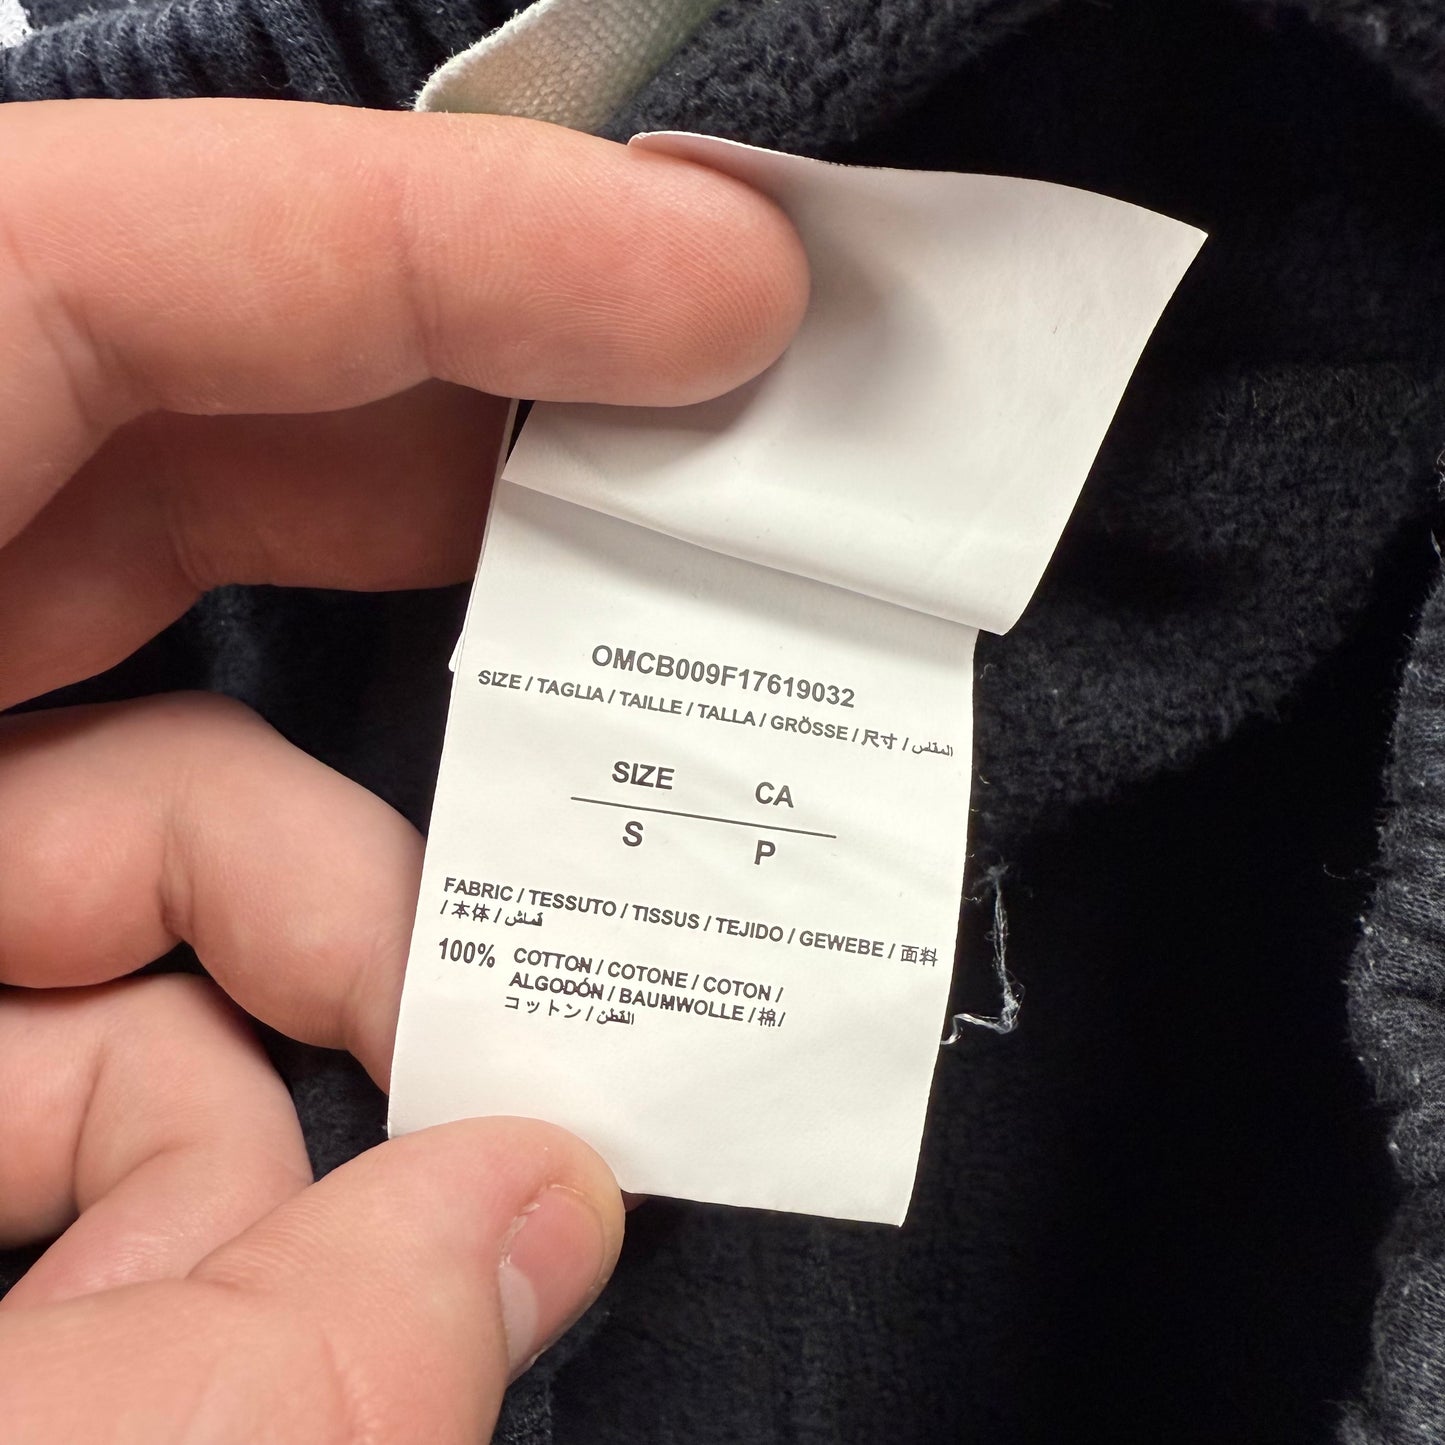 OMCB009F17619032
SIZE / TAGLIA / TAILLE / TALLA / GRÖSSE / 尺寸 / المقاس
SIZE CA
S P
FABRIC / TESSUTO / TISSUS / TEJIDO / GEWEBE / 面料
/ 本体 / قماش
100% COTTON / COTONE / COTON /
ALGODÓN / BAUMWOLLE / 棉/
コットン / القطن